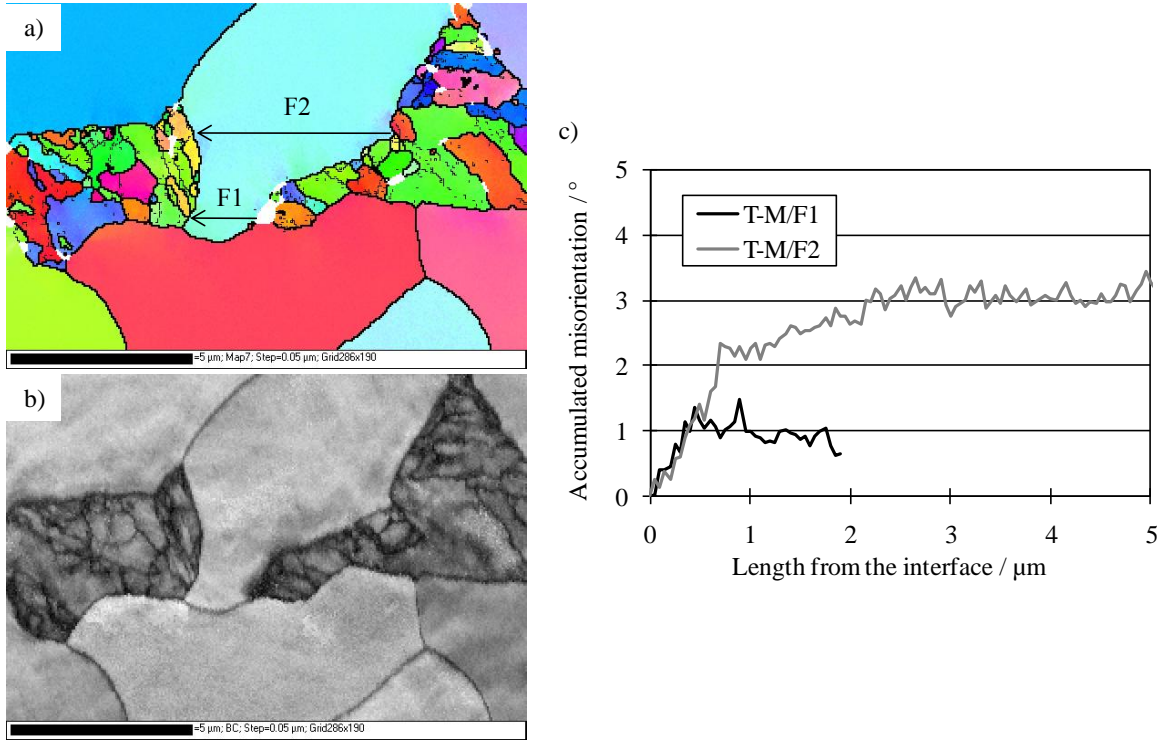 a)
F2
F1
=5 µm; Map7; Step=0.05 µm; Grid286x190
b)
=5 µm; BC; Step=0.05 µm; Grid286x190
c)
Accumulated misorientation / °
5
4
3
2
1
0
T-M/F1
T-M/F2
0 1 2 3 4 5
Length from the interface / µm